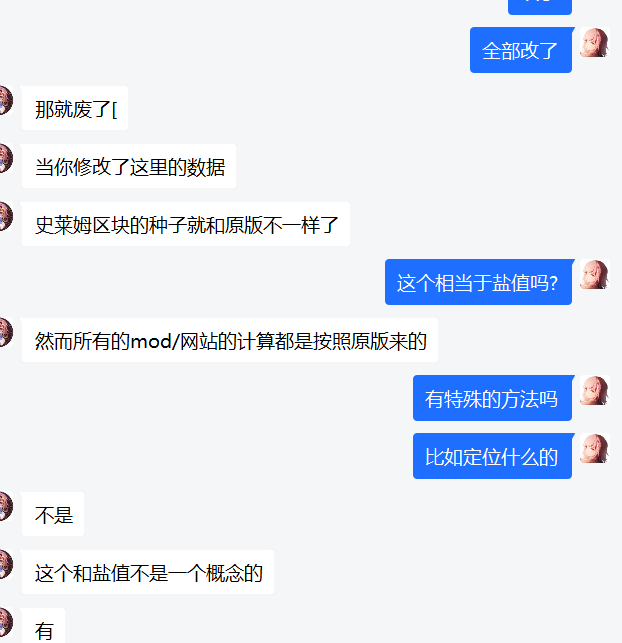 全部改了
那就废了[
当你修改了这里的数据
史莱姆区块的种子就和原版不一样了
这个相当于盐值吗?
然而所有的mod/网站的计算都是按照原版来的
有特殊的方法吗
比如定位什么的
不是
这个和盐值不是一个概念的
有